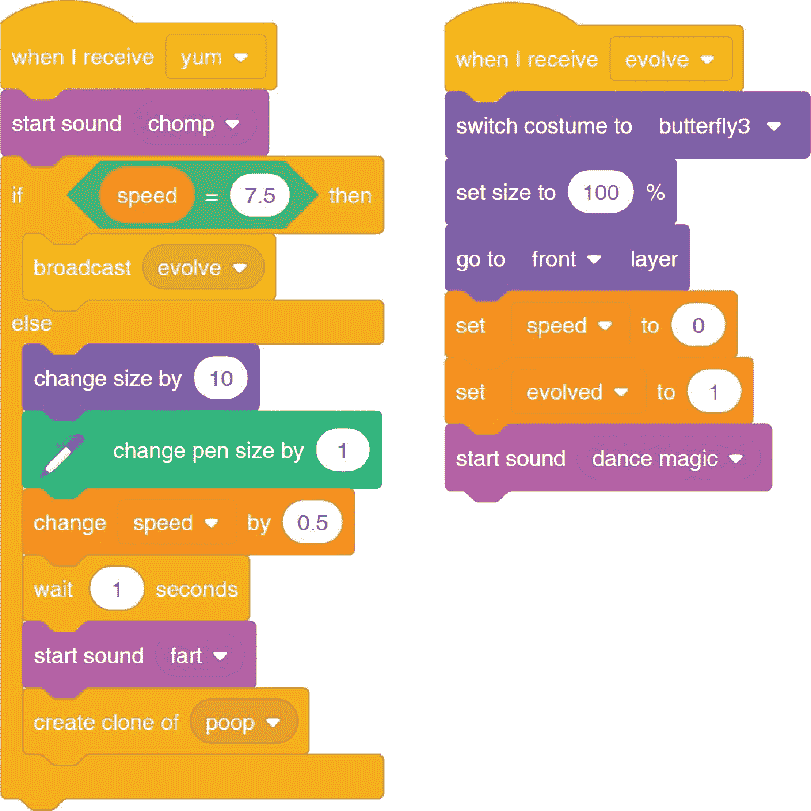 when I receive yum
start sound chomp
if speed = 7.5 then
broadcast evolve
else
change size by 10
change pen size by 1
change speed by 0.5
wait 1 seconds
start sound fart
create clone of poop
when I receive evolve
switch costume to butterfly3
set size to 100 %
go to front layer
set speed to 0
set evolved to 1
start sound dance magic